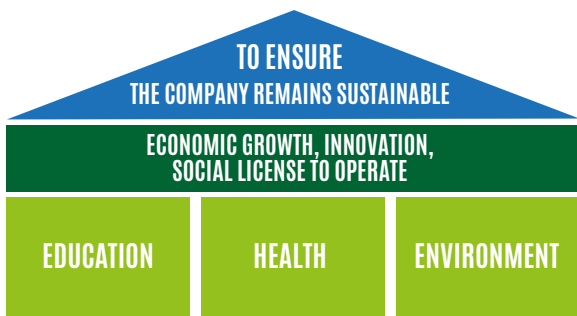 TO ENSURE
THE COMPANY REMAINS SUSTAINABLE
ECONOMIC GROWTH, INNOVATION,
SOCIAL LICENSE TO OPERATE
EDUCATION
HEALTH
ENVIRONMENT